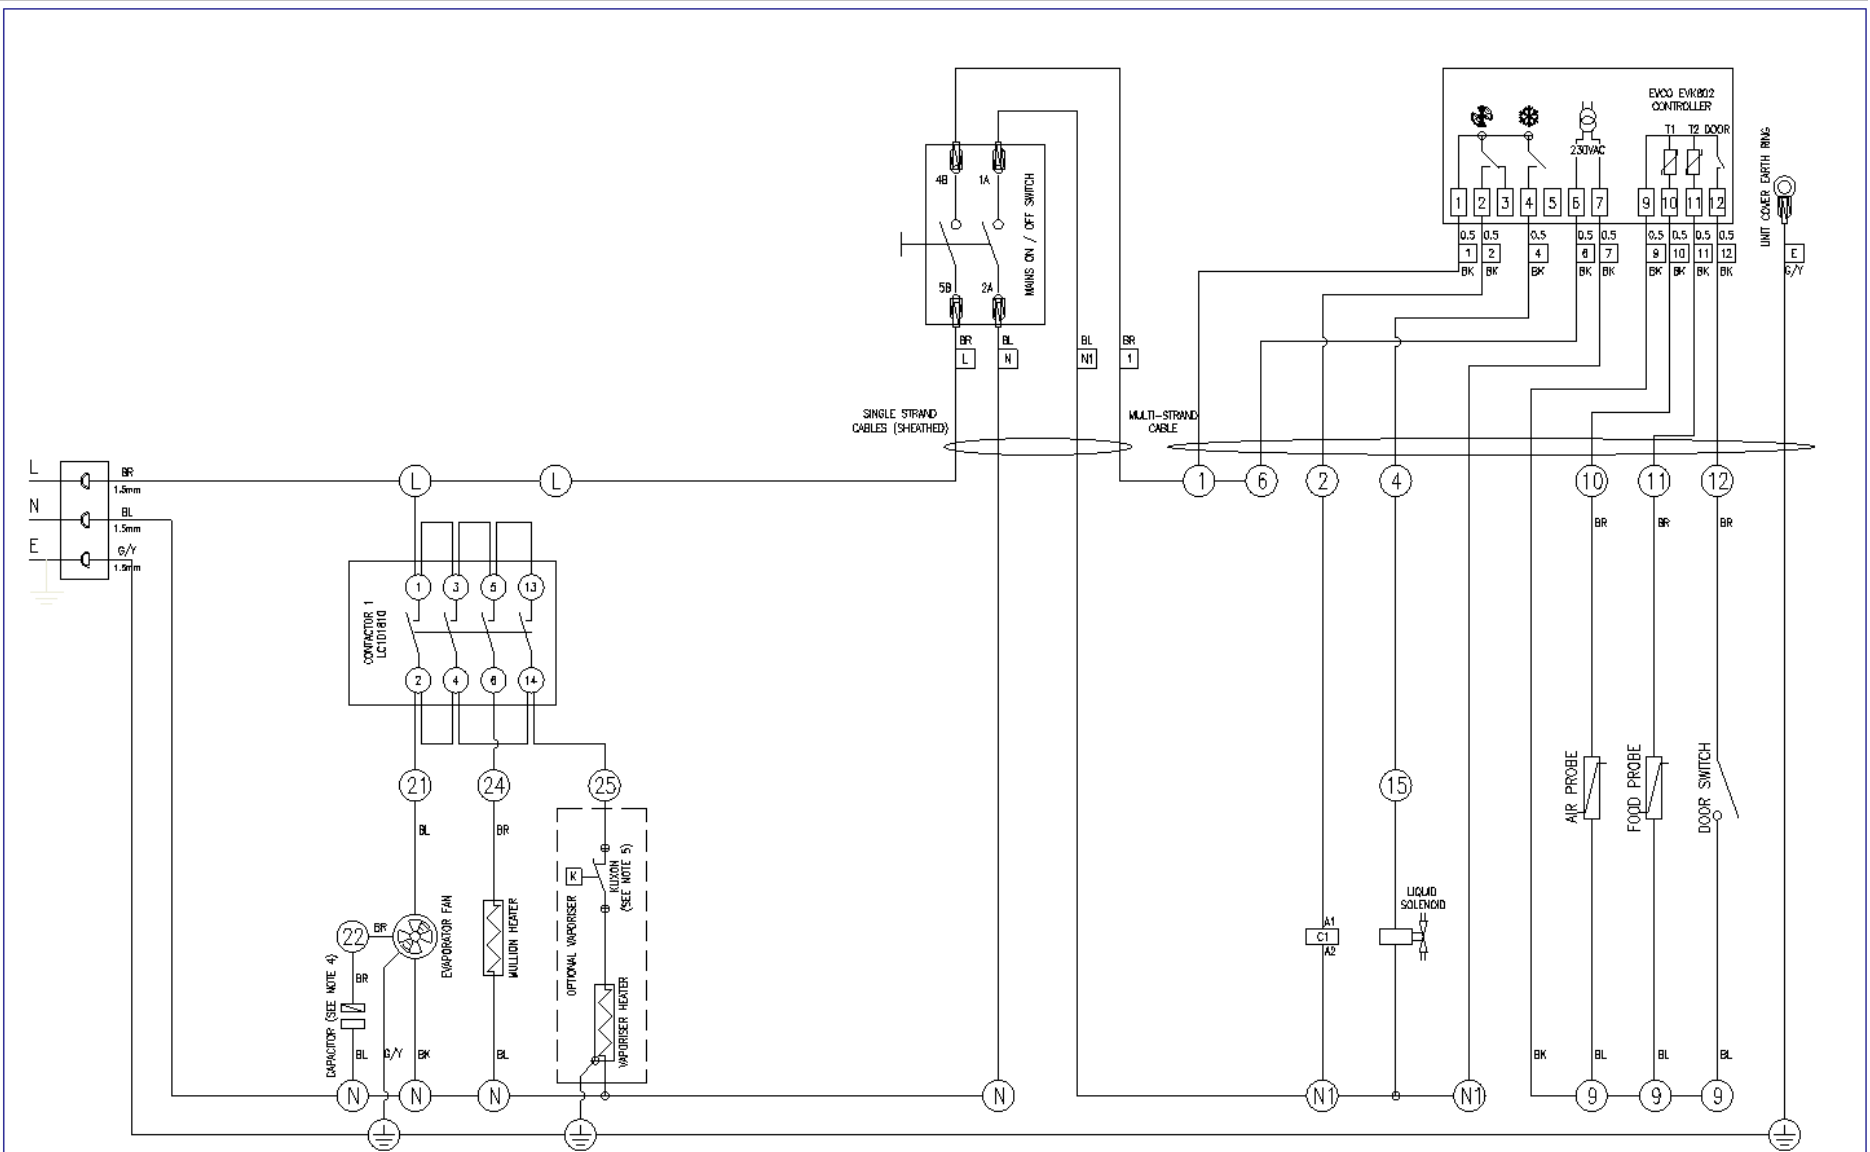 EVCO EVK802
CONTROLLER
T1 T2 DOOR
230VAC
1 2 3 4 5 6 7 9 10 11 12
0.5 0.5 0.5 0.5 0.5 0.5 0.5 0.5 0.5
1 2 4 6 7 9 10 11 12
BK BK BK BK BK BK BK BK BK
UNIT COVER EARTH RING
E
G/Y
4B 1A
5B 2A
MAINS ON / OFF SWITCH
BR BL BL BR
L N N1 1
SINGLE STRAND
CABLES (SHEATHED)
MULTI-STRAND
CABLE
L
BR
1.5mm
N
BL
1.5mm
E
G/Y
1.5mm
L L 1 6 2 4 10 11 12
BR BR BR
CONTACTOR 1
LC1D1810
1 3 5 13
2 4 6 14
21 24 25 15
BL BR
AIR PROBE
FOOD PROBE
DOOR SWITCH
K
KLIXON
(SEE NOTE 5)
OPTIONAL VAPORISER
VAPORISER HEATER
22
BR
EVAPORATOR FAN
MULLION HEATER
CAPACITOR (SEE NOTE 4)
BR
BL G/Y BK BL
LIQUID
SOLENOID
A1
C1
A2
BK BL BL BL
N N N N N1 N1 9 9 9